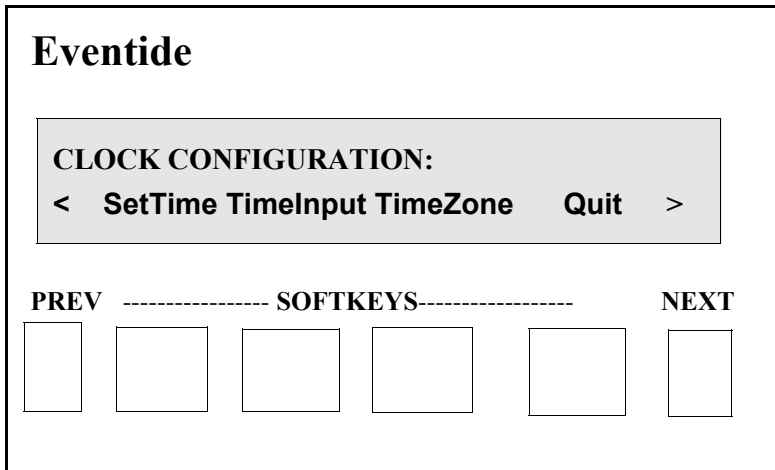 Eventide
CLOCK CONFIGURATION:
< SetTime TimeInput TimeZone Quit >
PREV ----------------- SOFTKEYS------------------ NEXT